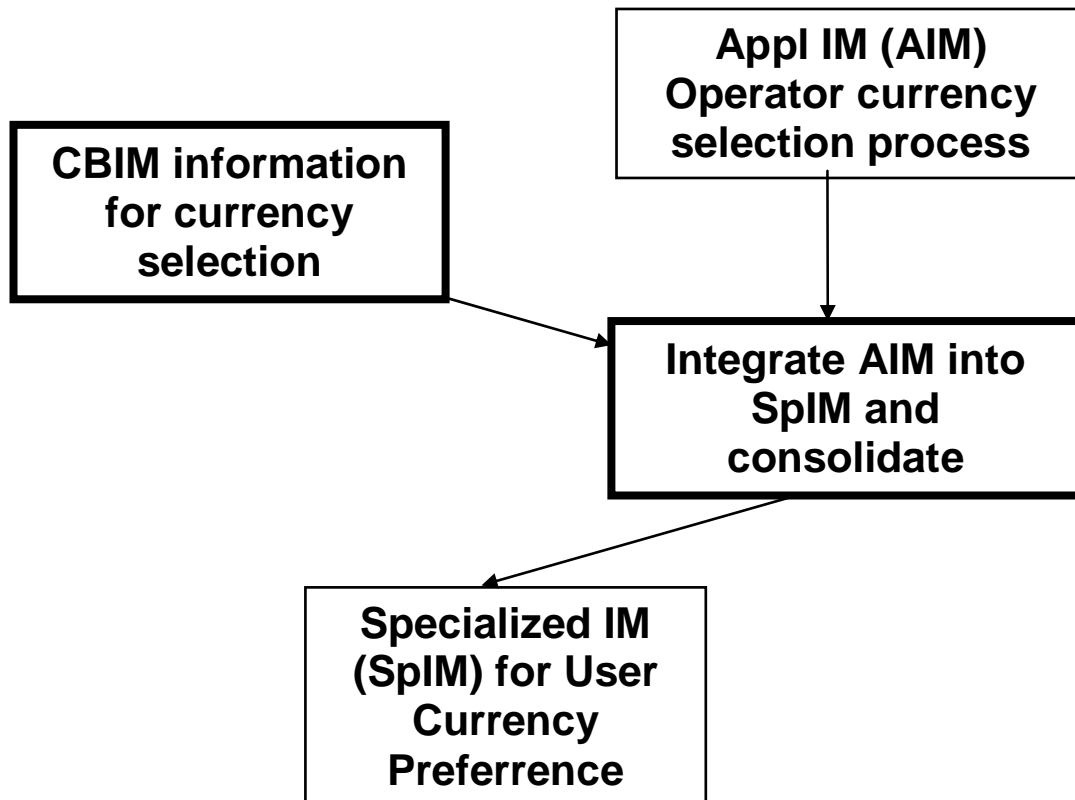 Appl IM (AIM)
Operator currency
selection process
CBIM information
for currency
selection
Integrate AIM into
SpIM and
consolidate
Specialized IM
(SpIM) for User
Currency
Preferrence